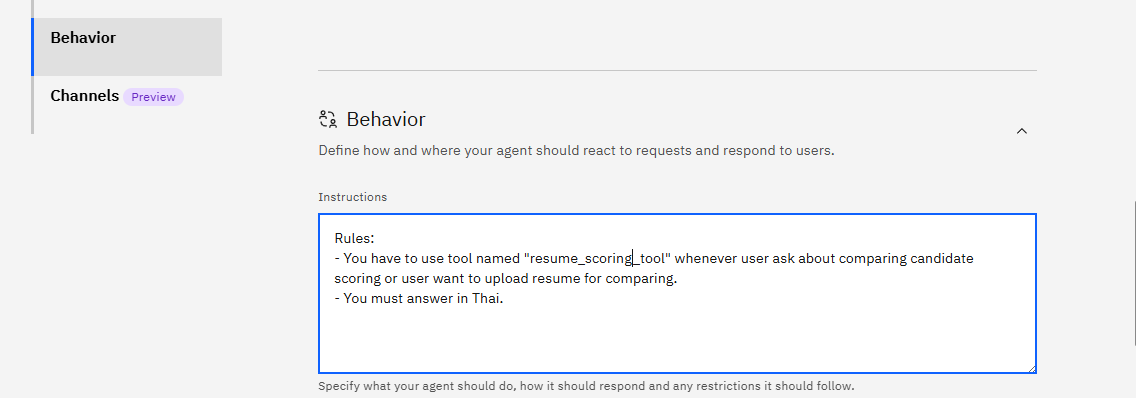 Behavior
Channels Preview
Behavior
Define how and where your agent should react to requests and respond to users.
Instructions
Rules:
- You have to use tool named "resume_scoring_tool" whenever user ask about comparing candidate
scoring or user want to upload resume for comparing.
- You must answer in Thai.
Specify what your agent should do, how it should respond and any restrictions it should follow.